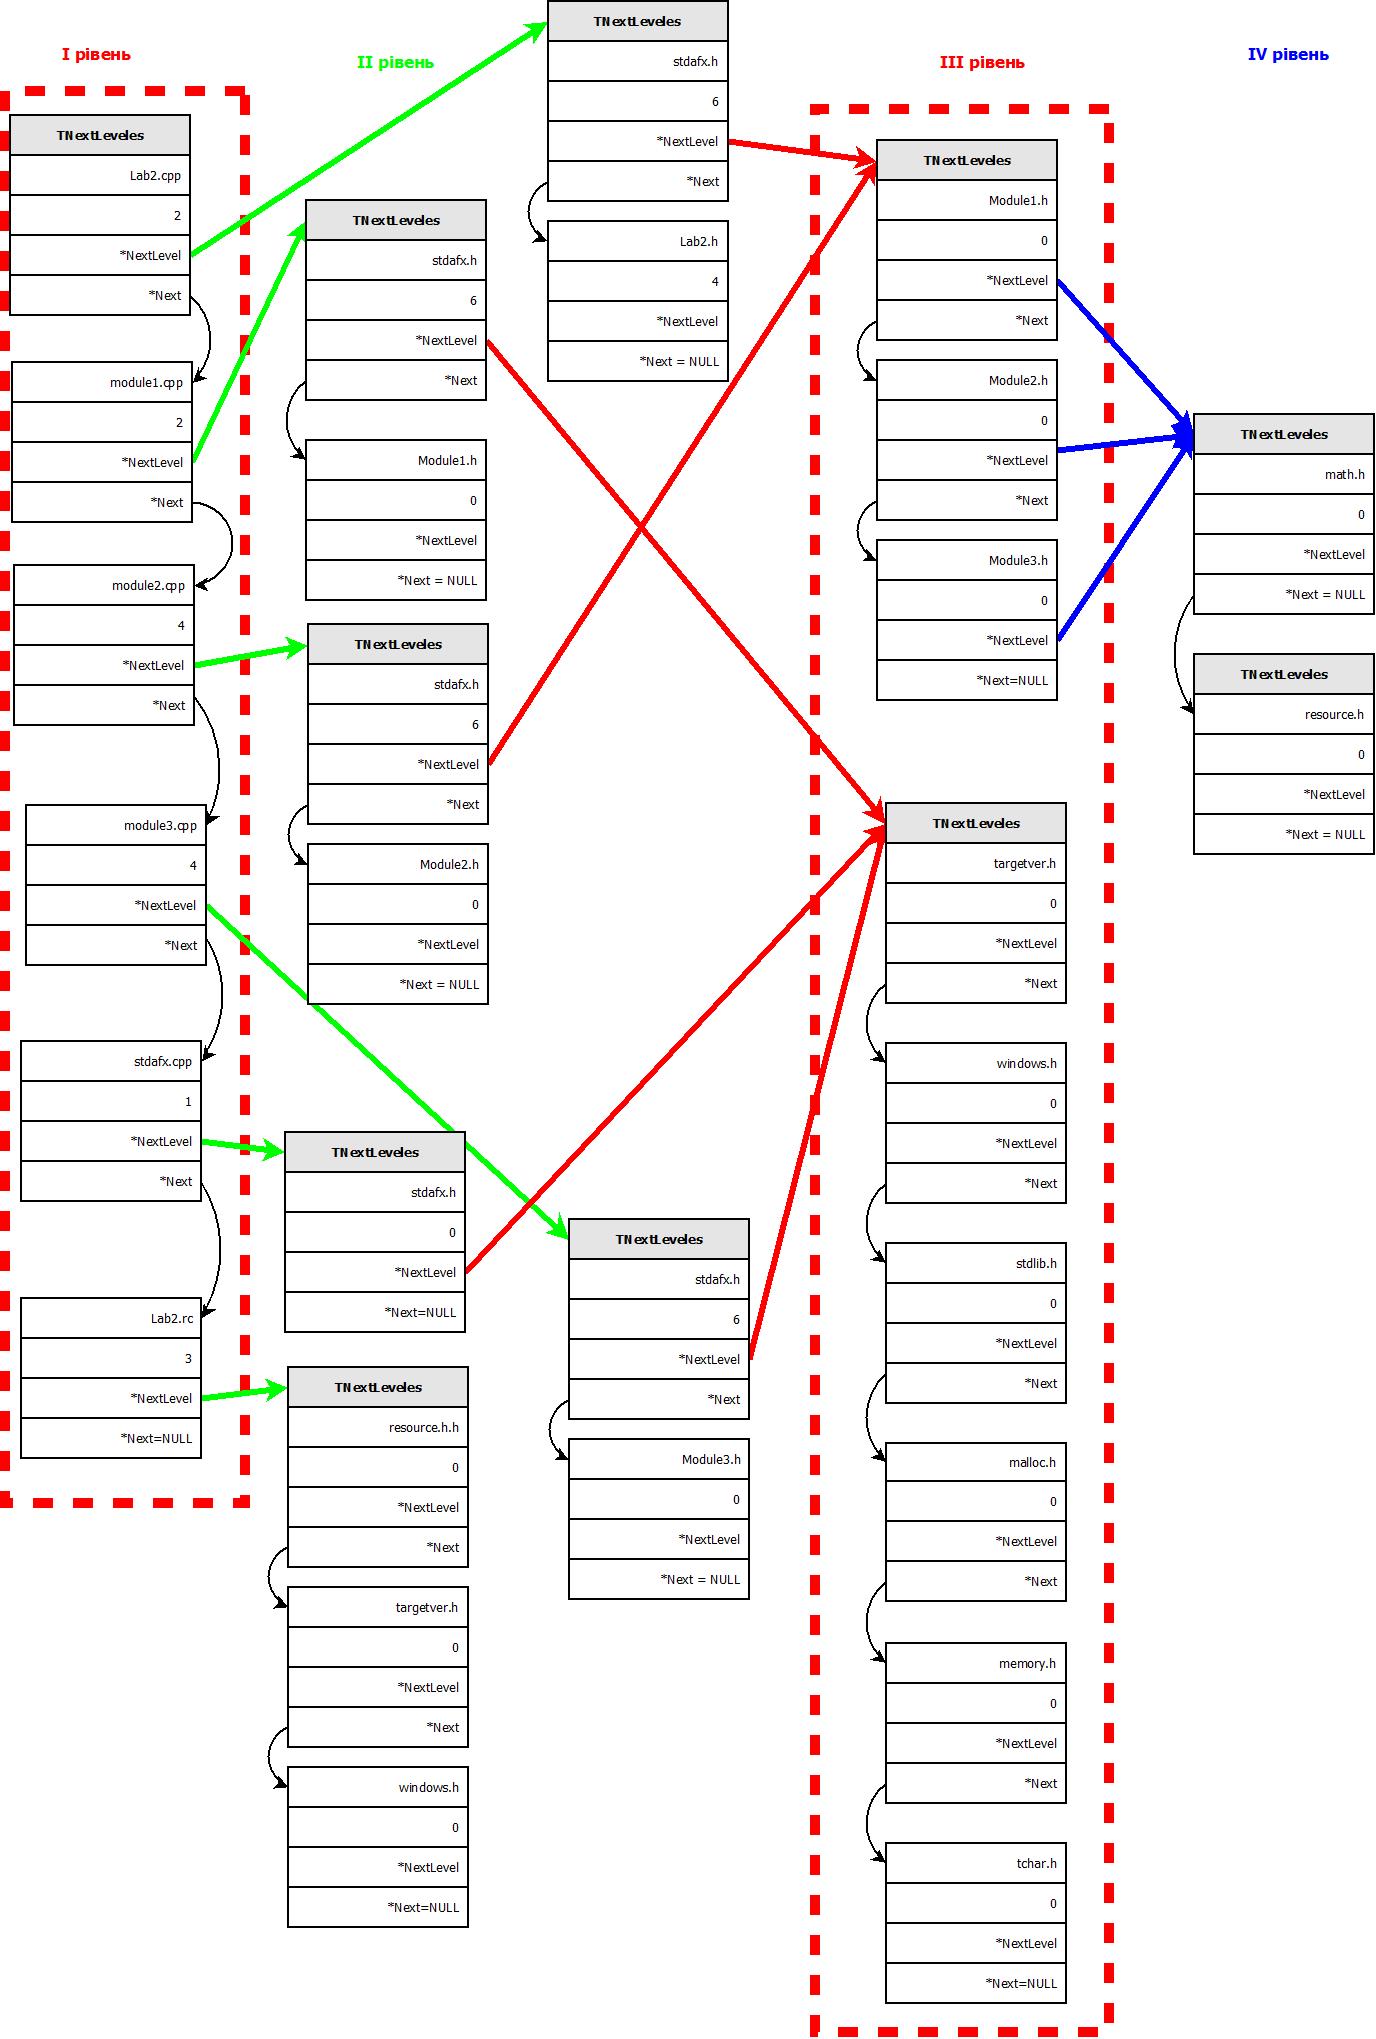 I рівень
TNextLeveles
Lab2.cpp
2
*NextLevel
*Next
module1.cpp
2
*NextLevel
*Next
module2.cpp
4
*NextLevel
*Next
module3.cpp
4
*NextLevel
*Next
stdafx.cpp
1
*NextLevel
*Next
Lab2.rc
3
*NextLevel
*Next=NULL
II рівень
TNextLeveles
stdafx.h
6
*NextLevel
*Next
Module1.h
0
*NextLevel
*Next = NULL
TNextLeveles
stdafx.h
6
*NextLevel
*Next
Module2.h
0
*NextLevel
*Next = NULL
TNextLeveles
stdafx.h
0
*NextLevel
*Next=NULL
TNextLeveles
resource.h.h
0
*NextLevel
*Next
targetver.h
0
*NextLevel
*Next
windows.h
0
*NextLevel
*Next=NULL
TNextLeveles
stdafx.h
6
*NextLevel
*Next
Lab2.h
4
*NextLevel
*Next = NULL
TNextLeveles
stdafx.h
6
*NextLevel
*Next
Module3.h
0
*NextLevel
*Next = NULL
III рівень
TNextLeveles
Module1.h
0
*NextLevel
*Next
Module2.h
0
*NextLevel
*Next
Module3.h
0
*NextLevel
*Next=NULL
TNextLeveles
targetver.h
0
*NextLevel
*Next
windows.h
0
*NextLevel
*Next
stdlib.h
0
*NextLevel
*Next
malloc.h
0
*NextLevel
*Next
memory.h
0
*NextLevel
*Next
tchar.h
0
*NextLevel
*Next=NULL
IV рівень
TNextLeveles
math.h
0
*NextLevel
*Next = NULL
TNextLeveles
resource.h
0
*NextLevel
*Next = NULL